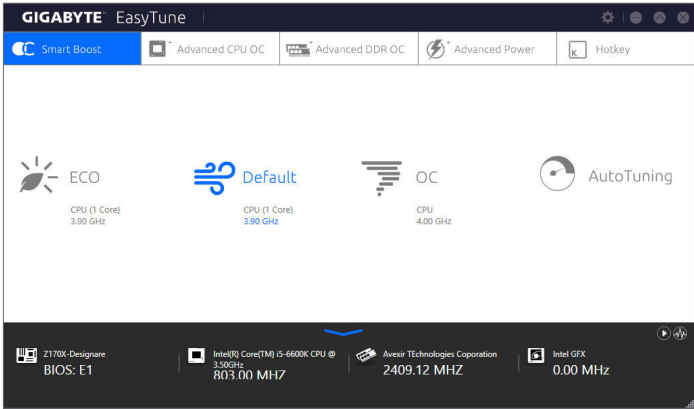 GIGABYTE™ EasyTune
Smart Boost
Advanced CPU OC
Advanced DDR OC
Advanced Power
K
Hotkey
ECO
CPU (1 Core)
3.90 GHz
Default
CPU (1 Core)
3.90 GHz
OC
CPU
4.00 GHz
AutoTuning
Z170X-Designare
BIOS: E1
Intel(R) Core(TM) i5-6600K CPU @
3.50GHz
803.00 MHZ
Avexir TEchnologies Coporation
2409.12 MHZ
Intel GFX
0.00 MHz